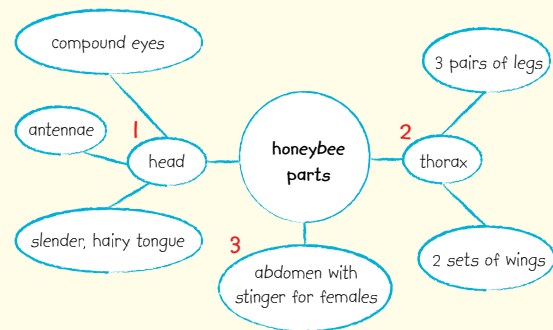 compound eyes
antennae
1
head
slender, hairy tongue
honeybee
parts
2
thorax
3 pairs of legs
2 sets of wings
3
abdomen with
stinger for females